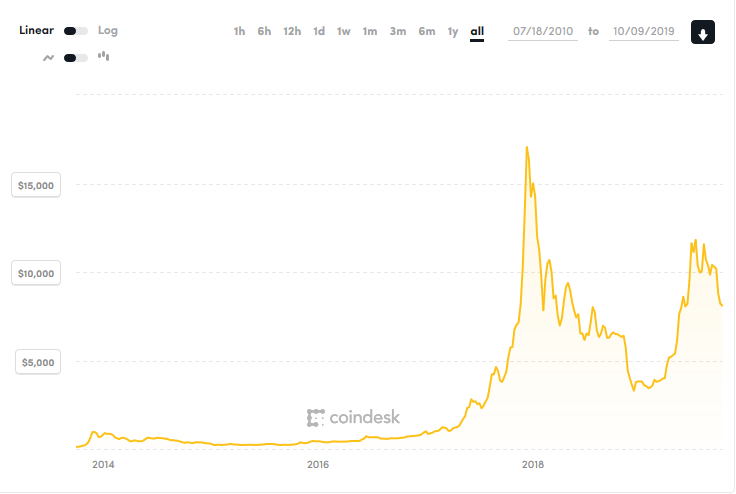 Linear Log 1h 6h 12h 1d 1w 1m 3m 6m 1y all 07/18/2010 to 10/09/2019
$15,000
$10,000
$5,000
coindesk
2014 2016 2018